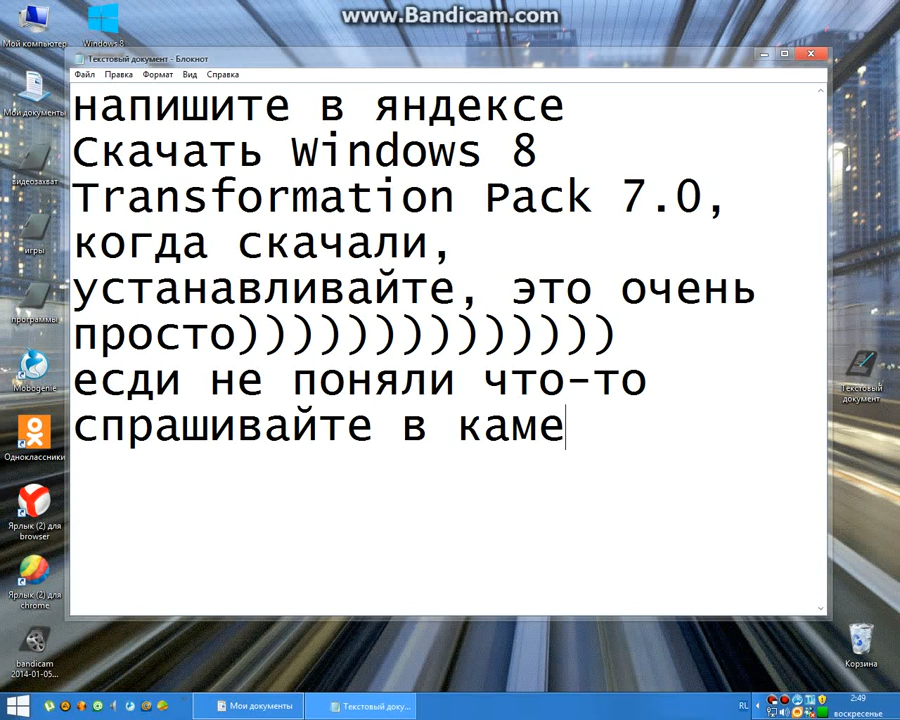 www.Bandicam.com
Мой компьютер
Windows 8
Текстовый документ - Блокнот
Файл Правка Формат Вид Справка
напишите в яндексе
Скачать Windows 8
Transformation Pack 7.0,
когда скачали,
устанавливайте, это очень
просто))))))))))))))
есди не поняли что-то
спрашивайте в каме
Мои документы
видеозахват
игры
программы
Mobogenie
Одноклассники
Ярлык (2) для
browser
Ярлык (2) для
chrome
bandicam
2014-01-05...
Текстовый
документ
Корзина
Мои документы
Текстовый доку...
RL
2:49
воскресенье